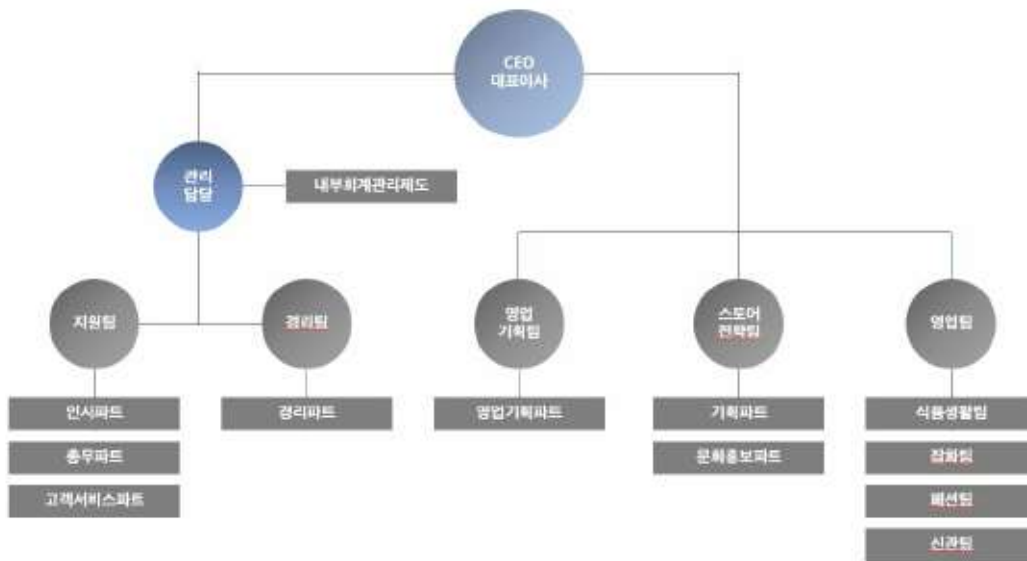 CEO
대표이사
관리
담당
내부회계관리제도
지원팀
경리팀
영업
기획팀
스토어
전략팀
영업팀
인사파트
경리파트
영업기획파트
기획파트
식품생활팀
총무파트
문화홍보파트
잡화팀
고객서비스파트
패션팀
신관팀